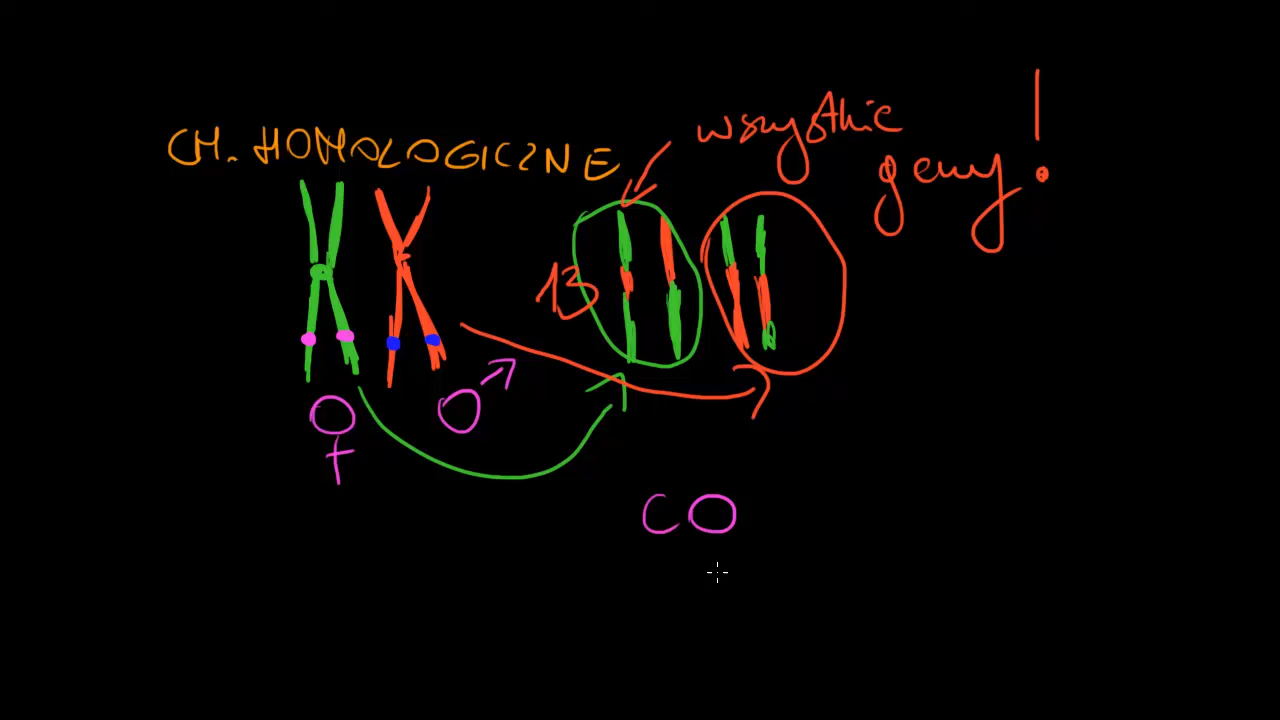 CH. HOMOLOGICZNE
wszystkie
geny!
13
♀
♂
CO